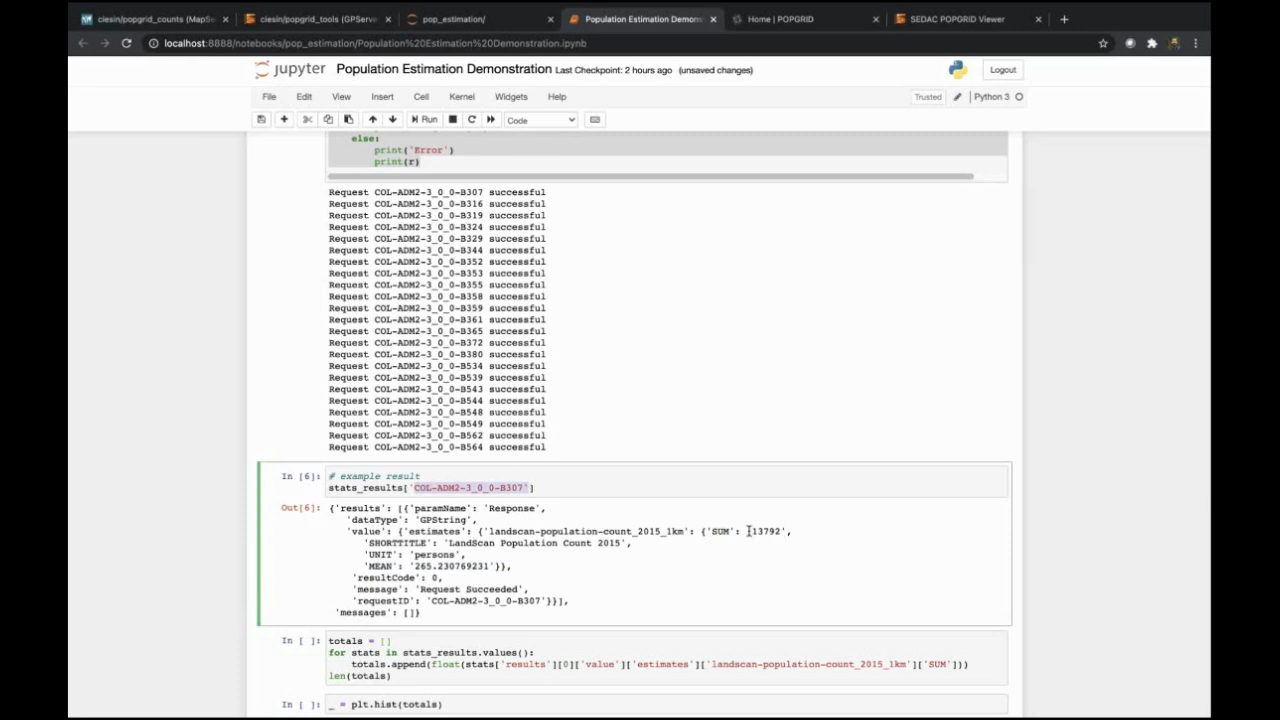 ciesin/popgrid_counts (MapSe
ciesin/popgrid_tools (GPServe
pop_estimation/
Population Estimation Demons
Home | POPGRID
SEDAC POPGRID Viewer
localhost:8888/notebooks/pop_estimation/Population%20Estimation%20Demonstration.ipynb
jupyter Population Estimation Demonstration Last Checkpoint: 2 hours ago (unsaved changes)
Logout
File Edit View Insert Cell Kernel Widgets Help
Trusted
Python 3
Run
Code
else:
print('Error')
print(r)
Request COL-ADM2-3_0_0-B307 successful
Request COL-ADM2-3_0_0-B316 successful
Request COL-ADM2-3_0_0-B319 successful
Request COL-ADM2-3_0_0-B324 successful
Request COL-ADM2-3_0_0-B329 successful
Request COL-ADM2-3_0_0-B344 successful
Request COL-ADM2-3_0_0-B352 successful
Request COL-ADM2-3_0_0-B353 successful
Request COL-ADM2-3_0_0-B355 successful
Request COL-ADM2-3_0_0-B358 successful
Request COL-ADM2-3_0_0-B359 successful
Request COL-ADM2-3_0_0-B361 successful
Request COL-ADM2-3_0_0-B365 successful
Request COL-ADM2-3_0_0-B372 successful
Request COL-ADM2-3_0_0-B380 successful
Request COL-ADM2-3_0_0-B534 successful
Request COL-ADM2-3_0_0-B539 successful
Request COL-ADM2-3_0_0-B543 successful
Request COL-ADM2-3_0_0-B544 successful
Request COL-ADM2-3_0_0-B548 successful
Request COL-ADM2-3_0_0-B549 successful
Request COL-ADM2-3_0_0-B562 successful
Request COL-ADM2-3_0_0-B564 successful
In [6]: # example result
stats_results['COL-ADM2-3_0_0-B307']
Out[6]: {'results': [{'paramName': 'Response',
'dataType': 'GPString',
'value': {'estimates': {'landscan-population-count_2015_1km': {'SUM': '13792',
'SHORTTITLE': 'LandScan Population Count 2015',
'UNIT': 'persons',
'MEAN': '265.230769231'}},
'resultCode': 0,
'message': 'Request Succeeded',
'requestID': 'COL-ADM2-3_0_0-B307'}}],
'messages': []}
In [ ]: totals = []
for stats in stats_results.values():
totals.append(float(stats['results'][0]['value']['estimates']['landscan-population-count_2015_1km']['SUM']))
len(totals)
In [ ]: _ = plt.hist(totals)